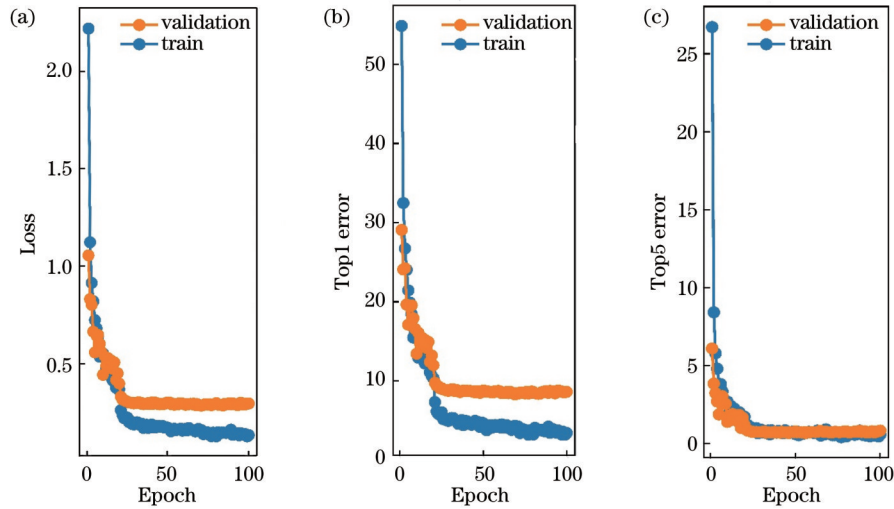 (a)
validation
train
2.0
1.5
1.0
0.5
Loss
0
50
100
Epoch
(b)
validation
train
50
40
30
20
10
0
Top1 error
0
50
100
Epoch
(c)
validation
train
25
20
15
10
5
0
Top5 error
0
50
100
Epoch